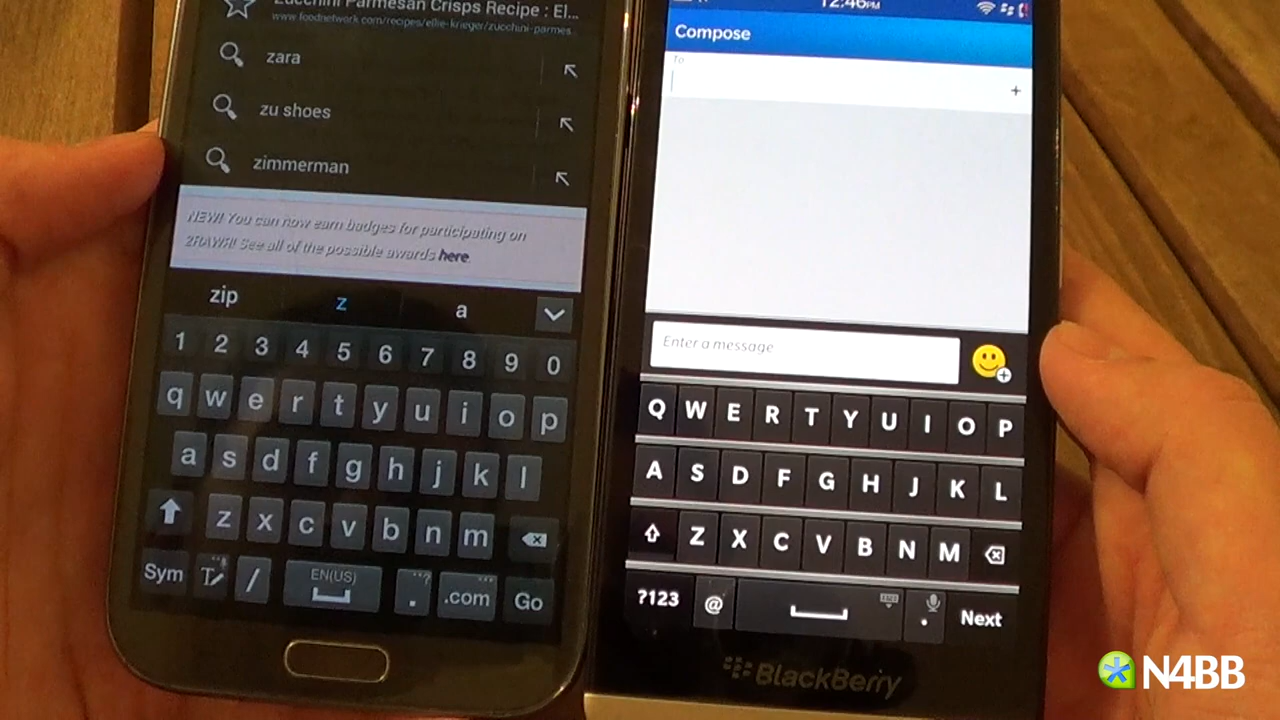 Zucchini Parmesan Crisps Recipe : El...
www.foodnetwork.com/recipes/ellie-krieger/zucchini-parmes
zara
zu shoes
zimmerman
NEW! You can now earn badges for participating on
2RAWR! See all of the possible awards here.
zip z a
1 2 3 4 5 6 7 8 9 0
q w e r t y u i o p
a s d f g h j k l
z x c v b n m
Sym T / EN(US) . .com Go
12:46PM
Compose
To
+
Enter a message
Q W E R T Y U I O P
A S D F G H J K L
Z X C V B N M
?123 @ . Next
BlackBerry
N4BB